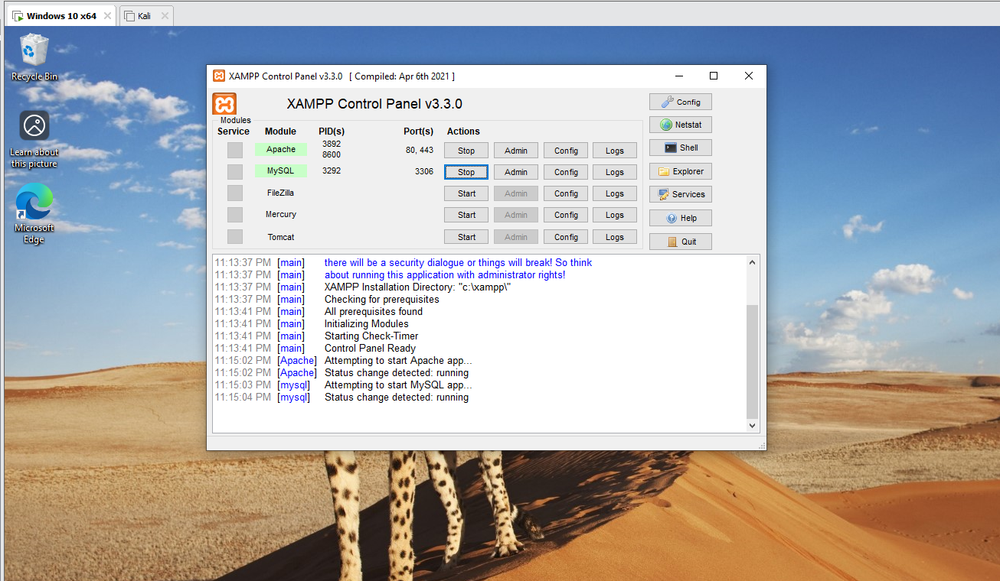 Windows 10 x64
Kali
Recycle Bin
Learn about
this picture
Microsoft
Edge
XAMPP Control Panel v3.3.0 [ Compiled: Apr 6th 2021 ]
XAMPP Control Panel v3.3.0
Config
Netstat
Shell
Explorer
Services
Help
Quit
Modules
Service Module PID(s) Port(s) Actions
Apache 3892 8600 80, 443 Stop Admin Config Logs
MySQL 3292 3306 Stop Admin Config Logs
FileZilla Start Admin Config Logs
Mercury Start Admin Config Logs
Tomcat Start Admin Config Logs
11:13:37 PM [main] there will be a security dialogue or things will break! So think
11:13:37 PM [main] about running this application with administrator rights!
11:13:37 PM [main] XAMPP Installation Directory: "c:\xampp\"
11:13:37 PM [main] Checking for prerequisites
11:13:41 PM [main] All prerequisites found
11:13:41 PM [main] Initializing Modules
11:13:41 PM [main] Starting Check-Timer
11:13:41 PM [main] Control Panel Ready
11:15:02 PM [Apache] Attempting to start Apache app...
11:15:02 PM [Apache] Status change detected: running
11:15:03 PM [mysql] Attempting to start MySQL app...
11:15:04 PM [mysql] Status change detected: running